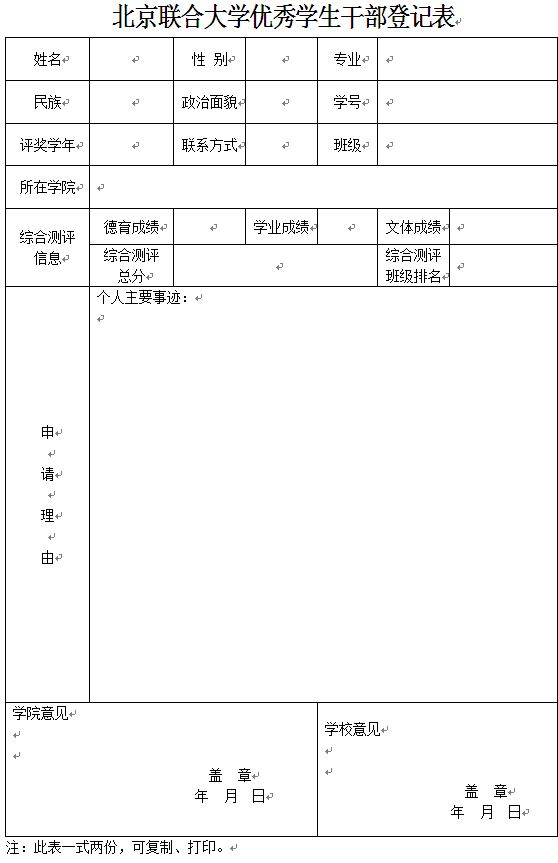 北京联合大学优秀学生干部登记表
姓名 性 别 专业
民族 政治面貌 学号
评奖学年 联系方式 班级
所在学院
综合测评
信息
德育成绩 学业成绩 文体成绩
综合测评
总分
综合测评
班级排名
申
请
理
由
个人主要事迹：
学院意见
盖 章
年 月 日
学校意见
盖 章
年 月 日
注：此表一式两份，可复制、打印。